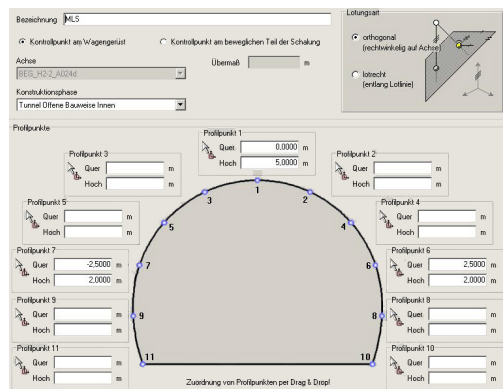 Bezeichnung MLS
Lotungsart
Kontrollpunkt am Wagengerüst
Kontrollpunkt am beweglichen Teil der Schalung
orthogonal
(rechtwinkelig auf Achse)
lotrecht
(entlang Lotlinie)
Achse
BEG_H2-2_A024d
Übermaß m
Konstruktionsphase
Tunnel Offene Bauweise Innen
Profilpunkte
Profilpunkt 1
Quer 0,0000 m
Hoch 5,0000 m
Profilpunkt 3
Quer m
Hoch m
Profilpunkt 2
Quer m
Hoch m
Profilpunkt 5
Quer m
Hoch m
Profilpunkt 4
Quer m
Hoch m
Profilpunkt 7
Quer -2,5000 m
Hoch 2,0000 m
Profilpunkt 6
Quer 2,5000 m
Hoch 2,0000 m
Profilpunkt 9
Quer m
Hoch m
Profilpunkt 8
Quer m
Hoch m
Profilpunkt 11
Quer m
Hoch m
Profilpunkt 10
Quer m
Hoch m
1
3
2
5
4
7
6
9
8
11
10
Zuordnung von Profilpunkten per Drag & Drop!